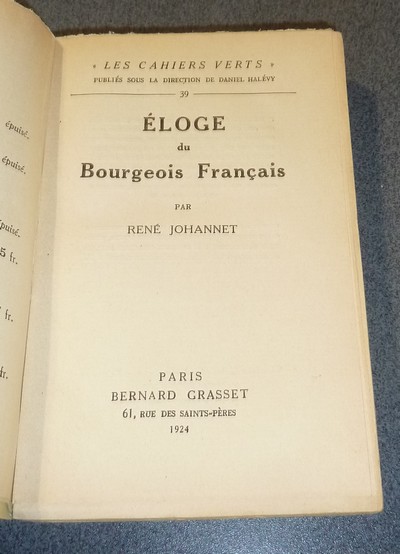 épuisé.
épuisé.
épuisé.
5 fr.
fr.
fr.
« LES CAHIERS VERTS »
PUBLIÉS SOUS LA DIRECTION DE DANIEL HALÉVY
39
ÉLOGE
du
Bourgeois Français
PAR
RENÉ JOHANNET
PARIS
BERNARD GRASSET
61, RUE DES SAINTS-PÈRES
1924